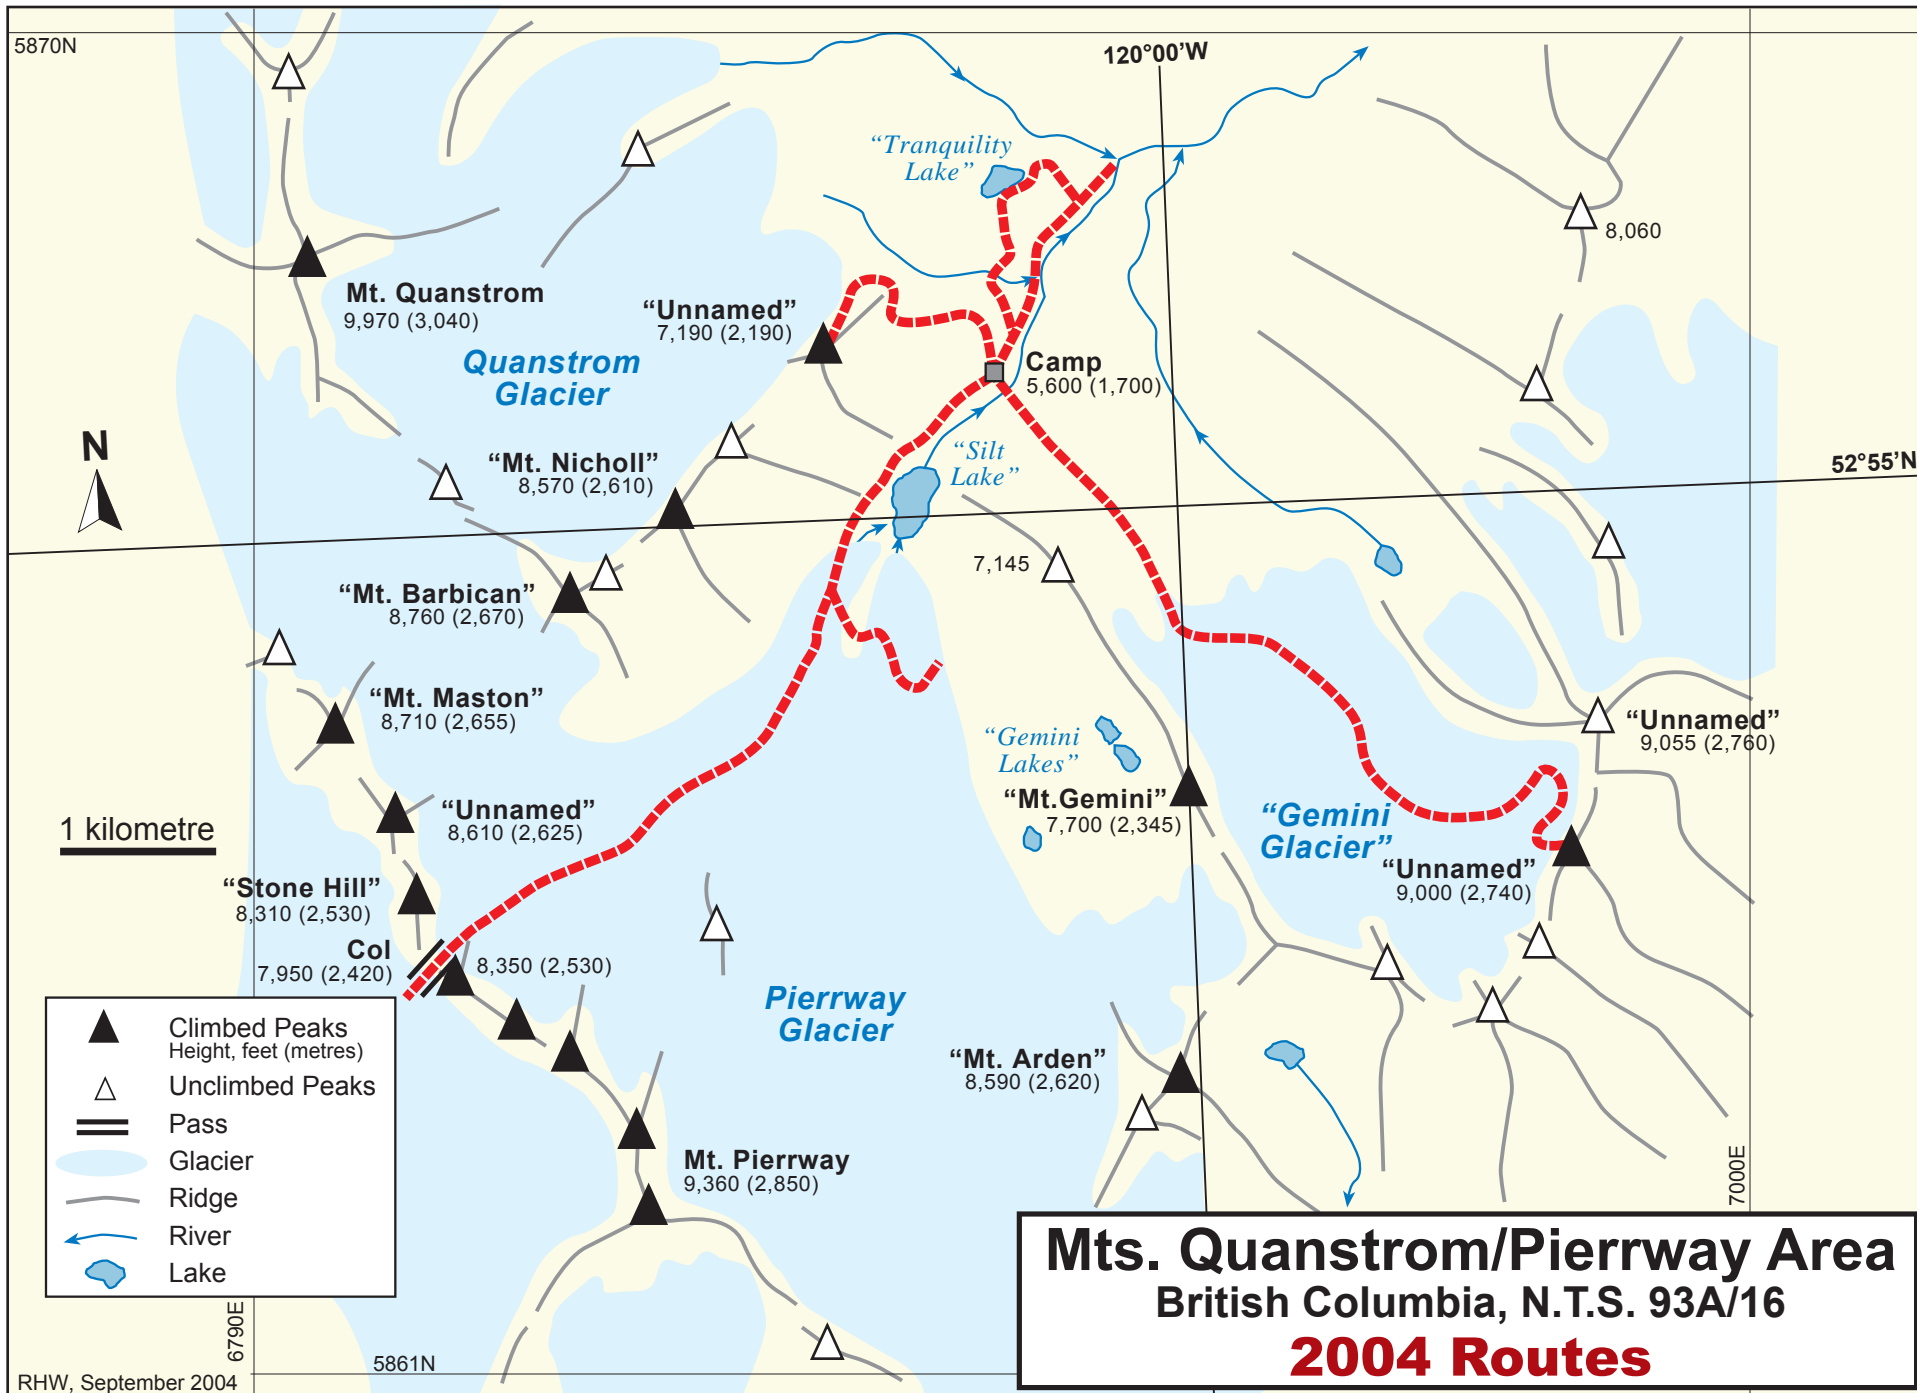 5870N
120°00'W
“Tranquility
Lake”
8,060
Mt. Quanstrom
9,970 (3,040)
“Unnamed”
7,190 (2,190)
Quanstrom
Glacier
Camp
5,600 (1,700)
N
“Mt. Nicholl”
8,570 (2,610)
“Silt
Lake”
52°55'N
7,145
“Mt. Barbican”
8,760 (2,670)
“Mt. Maston”
8,710 (2,655)
“Unnamed”
9,055 (2,760)
“Gemini
Lakes”
“Mt.Gemini”
7,700 (2,345)
“Gemini
Glacier”
1 kilometre
“Unnamed”
8,610 (2,625)
“Unnamed”
9,000 (2,740)
“Stone Hill”
8,310 (2,530)
Col
7,950 (2,420)
8,350 (2,530)
Pierrway
Glacier
“Mt. Arden”
8,590 (2,620)
Mt. Pierrway
9,360 (2,850)
Climbed Peaks
Height, feet (metres)
Unclimbed Peaks
Pass
Glacier
Ridge
River
Lake
7000E
6790E
5861N
RHW, September 2004
Mts. Quanstrom/Pierrway Area
British Columbia, N.T.S. 93A/16
2004 Routes